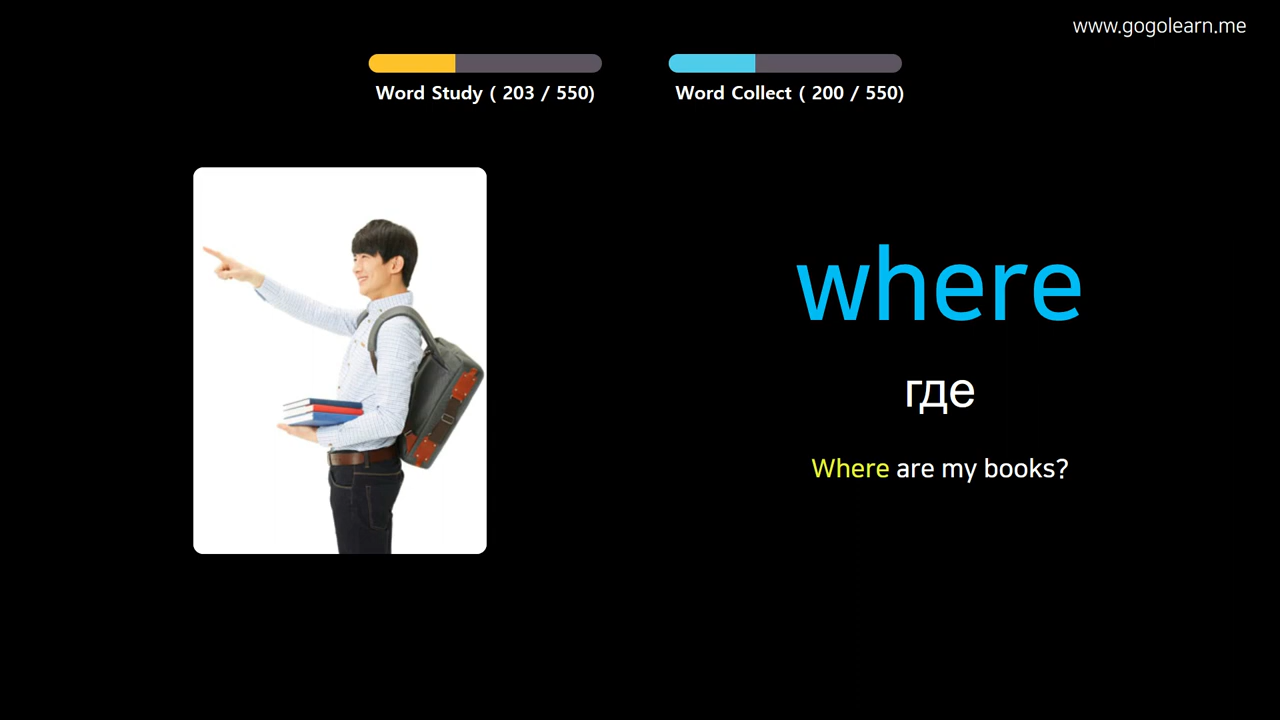 www.gogolearn.me
Word Study ( 203 / 550)
Word Collect ( 200 / 550)
where
где
Where are my books?